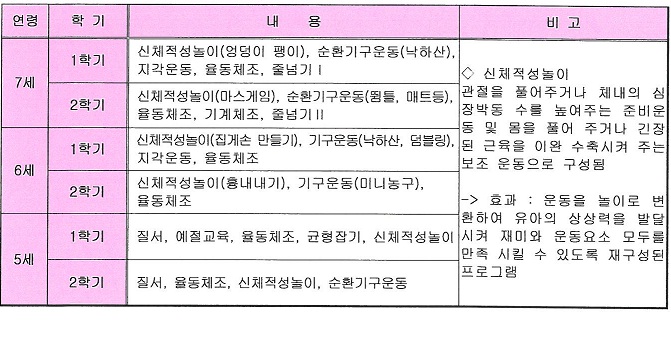 연령 학 기 내 용 비 고
7세
1학기
신체적성놀이(엉덩이 팽이), 순환기구운동(낙하산),
지각운동, 율동체조, 줄넘기Ⅰ
2학기
신체적성놀이(마스게임), 순환기구운동(뜀틀, 매트등),
율동체조, 기계체조, 줄넘기Ⅱ
6세
1학기
신체적성놀이(집게손 만들기), 기구운동(낙하산, 덤블링),
지각운동, 율동체조
2학기
신체적성놀이(흉내내기), 기구운동(미니농구),
율동체조
5세
1학기
질서, 예절교육, 율동체조, 균형잡기, 신체적성놀이
2학기
질서, 율동체조, 신체적성놀이, 순환기구운동
◇ 신체적성놀이
관절을 풀어주거나 체내의 심
장박동 수를 높여주는 준비운
동 및 몸을 풀어 주거나 긴장
된 근육을 이완 수축시켜 주는
보조 운동으로 구성됨
-> 효과 : 운동을 놀이로 변
환하여 유아의 상상력을 발달
시켜 재미와 운동요소 모두를
만족 시킬 수 있도록 재구성된
프로그램